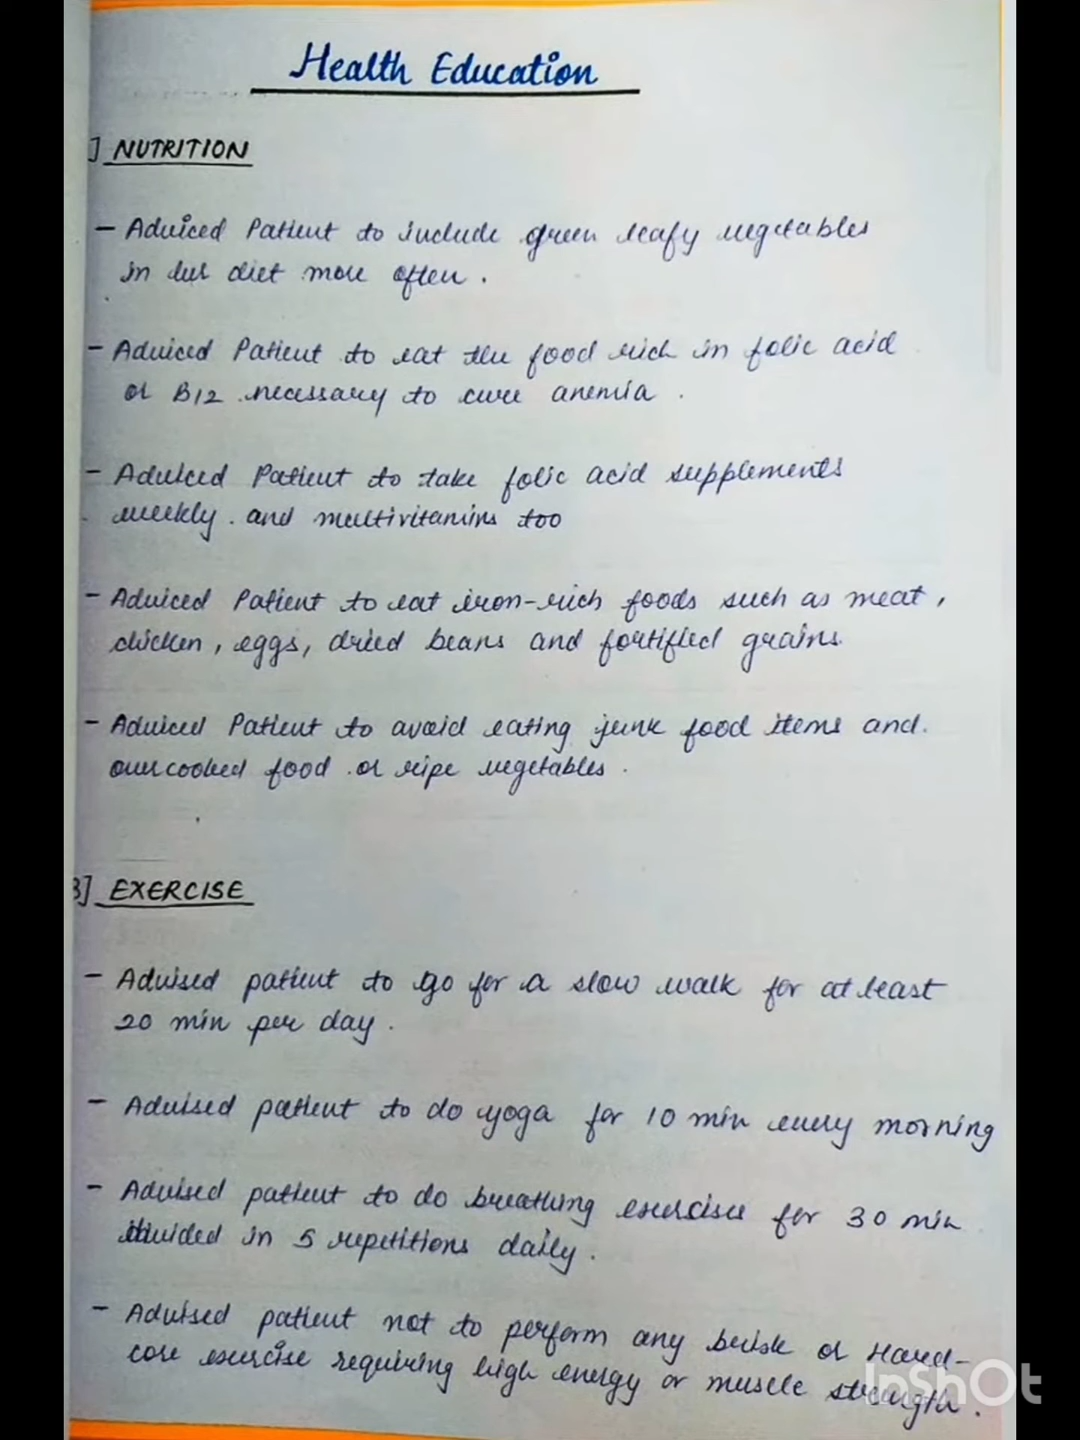 Health Education
] NUTRITION
- Adviced Patient to include green leafy vegetables
in her diet more often.
- Adviced Patient to eat the food rich in folic acid
or B12 necessary to cure anemia.
- Adviced Patient to take folic acid supplements
weekly. and multivitamins too
- Adviced Patient to eat iron-rich foods such as meat,
chicken, eggs, dried beans and fortified grains
- Adviced Patient to avoid eating junk food items and.
overcooked food or ripe vegetables.
B] EXERCISE
- Advised patient to go for a slow walk for at least
20 min per day.
- Advised patient to do yoga for 10 min every morning
- Advised patient to do breathing exercise for 30 min
divided in 5 repetitions daily.
- Advised patient not to perform any brisk or Hard-
core exercise requiring high energy or muscle strength.
InShOt